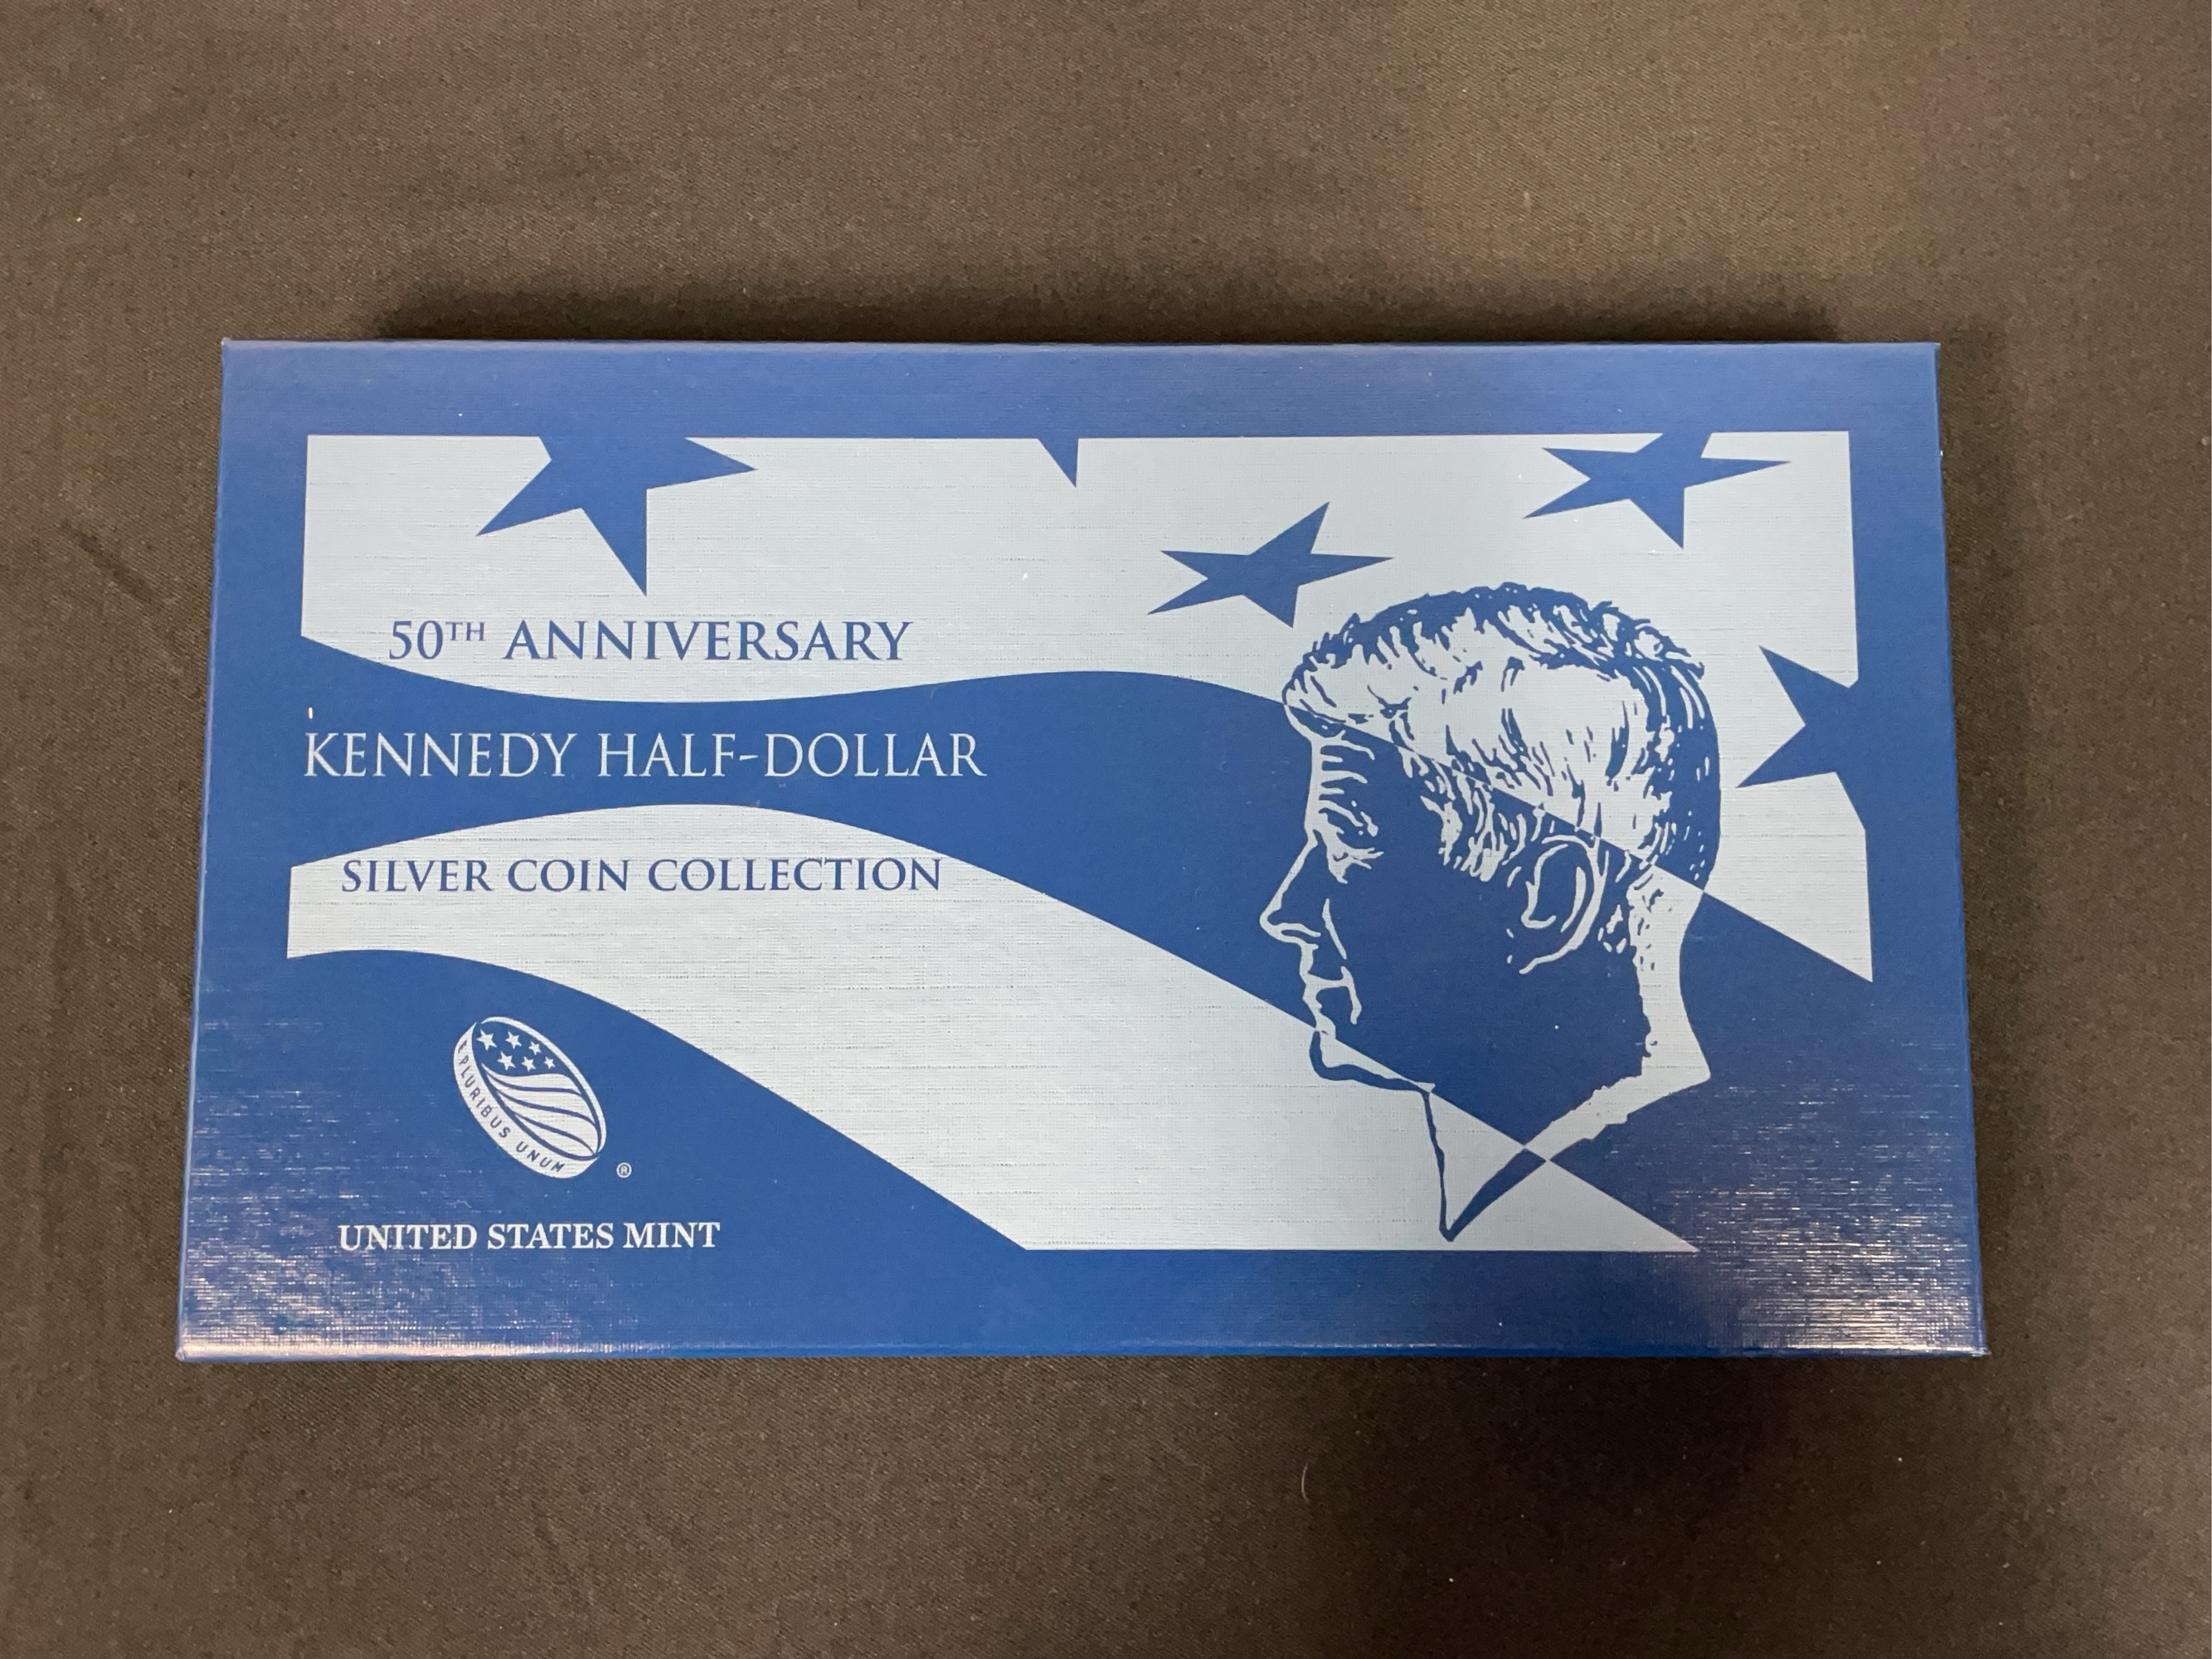 50TH ANNIVERSARY
KENNEDY HALF-DOLLAR
SILVER COIN COLLECTION
E PLURIBUS UNUM
®
UNITED STATES MINT